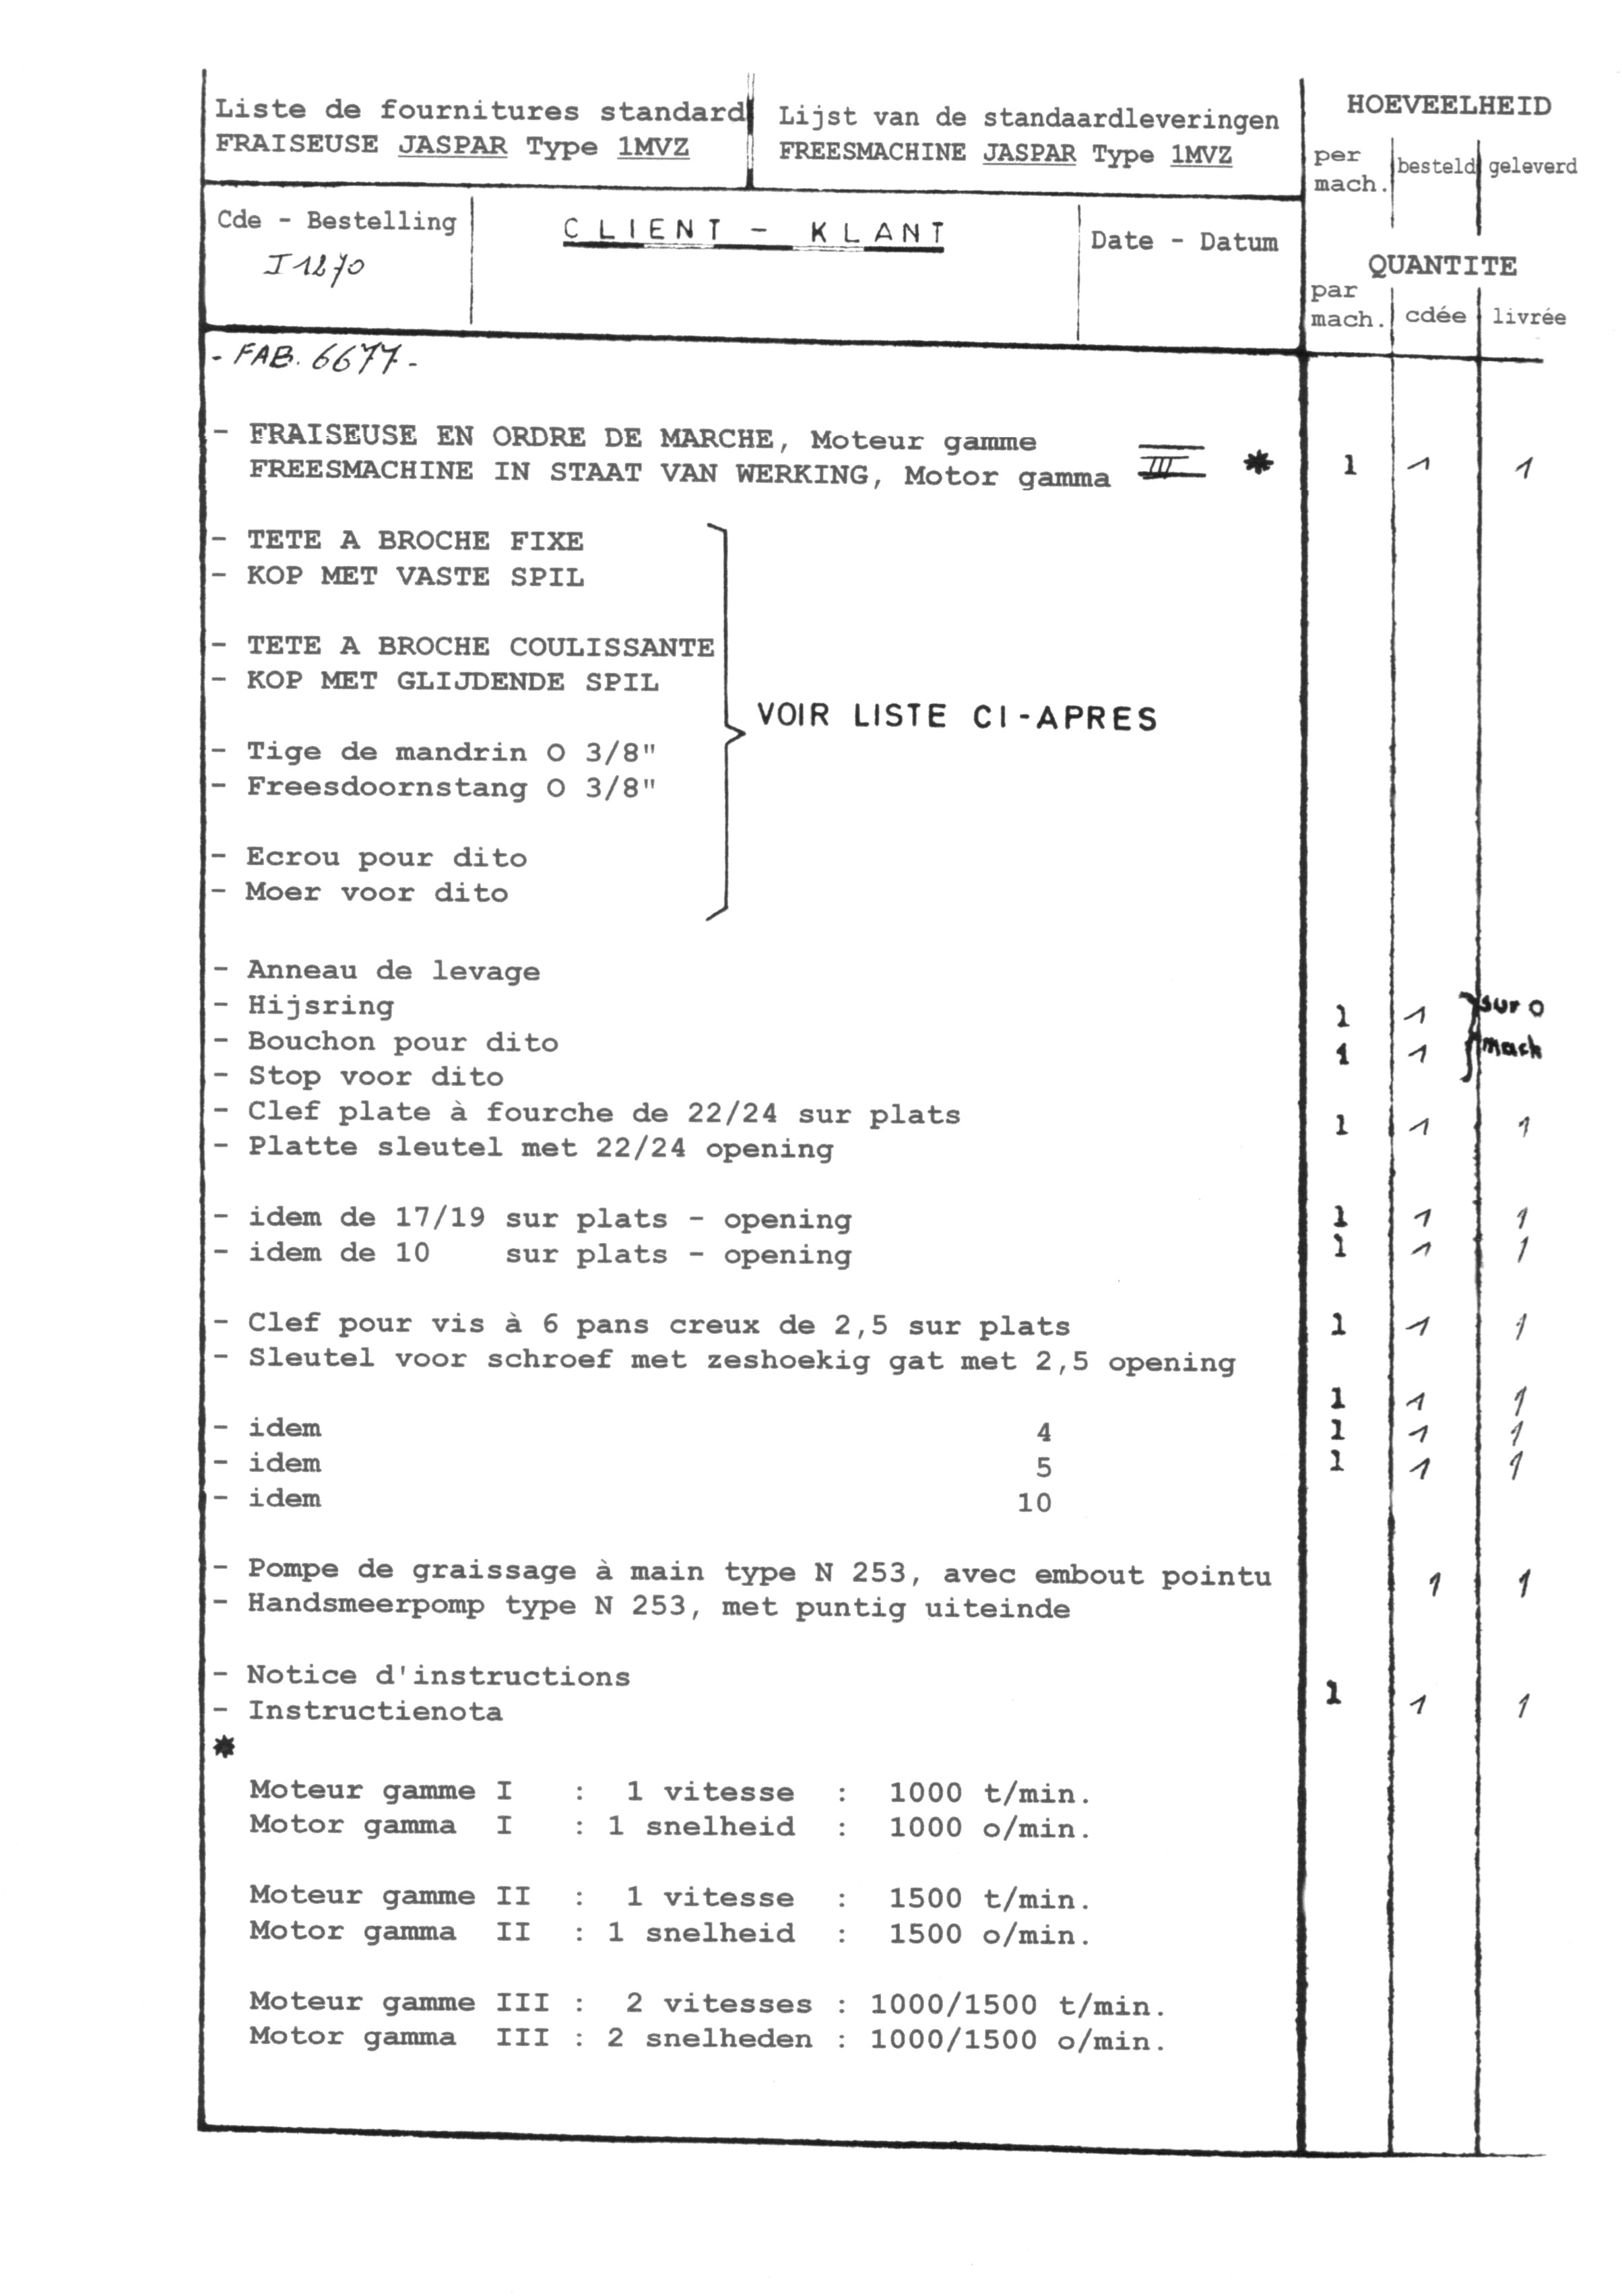 Liste de fournitures standard
FRAISEUSE JASPAR Type 1MVZ
Lijst van de standaardleveringen
FREESMACHINE JASPAR Type 1MVZ
HOEVEELHEID
per mach. besteld geleverd
Cde - Bestelling
I1270
CLIENT - KLANT
Date - Datum
QUANTITE
par mach. cdée livrée
- FAB. 6677 -
- FRAISEUSE EN ORDRE DE MARCHE, Moteur gamme
FREESMACHINE IN STAAT VAN WERKING, Motor gamma III * 1 1 1
- TETE A BROCHE FIXE
- KOP MET VASTE SPIL
- TETE A BROCHE COULISSANTE
- KOP MET GLIJDENDE SPIL
VOIR LISTE CI-APRES
- Tige de mandrin O 3/8"
- Freesdoornstang O 3/8"
- Ecrou pour dito
- Moer voor dito
- Anneau de levage
- Hijsring 1 1 sur
- Bouchon pour dito 1 1 mach
- Stop voor dito
- Clef plate à fourche de 22/24 sur plats 1 1 1
- Platte sleutel met 22/24 opening
- idem de 17/19 sur plats - opening 1 1 1
- idem de 10 sur plats - opening 1 1 1
- Clef pour vis à 6 pans creux de 2,5 sur plats 1 1 1
- Sleutel voor schroef met zeshoekig gat met 2,5 opening
1 1 1
- idem 4 1 1 1
- idem 5 1 1 1
- idem 10
- Pompe de graissage à main type N 253, avec embout pointu 1 1
- Handsmeerpomp type N 253, met puntig uiteinde
- Notice d'instructions 1 1 1
- Instructienota
*
Moteur gamme I : 1 vitesse : 1000 t/min.
Motor gamma I : 1 snelheid : 1000 o/min.
Moteur gamme II : 1 vitesse : 1500 t/min.
Motor gamma II : 1 snelheid : 1500 o/min.
Moteur gamme III : 2 vitesses : 1000/1500 t/min.
Motor gamma III : 2 snelheden : 1000/1500 o/min.